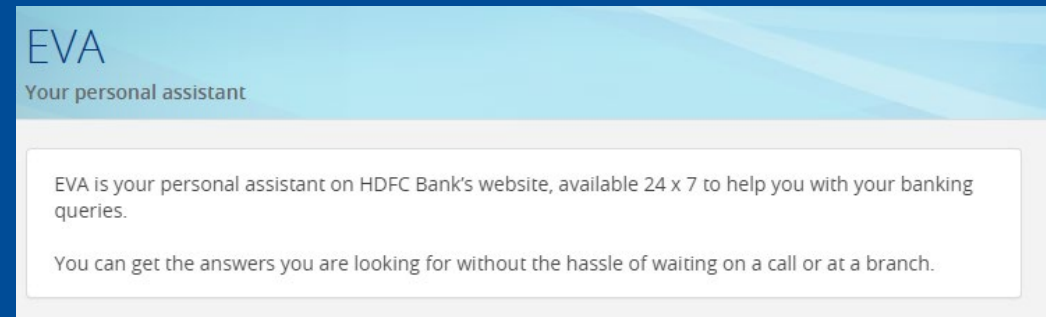 EVA
Your personal assistant
EVA is your personal assistant on HDFC Bank’s website, available 24 x 7 to help you with your banking
queries.
You can get the answers you are looking for without the hassle of waiting on a call or at a branch.